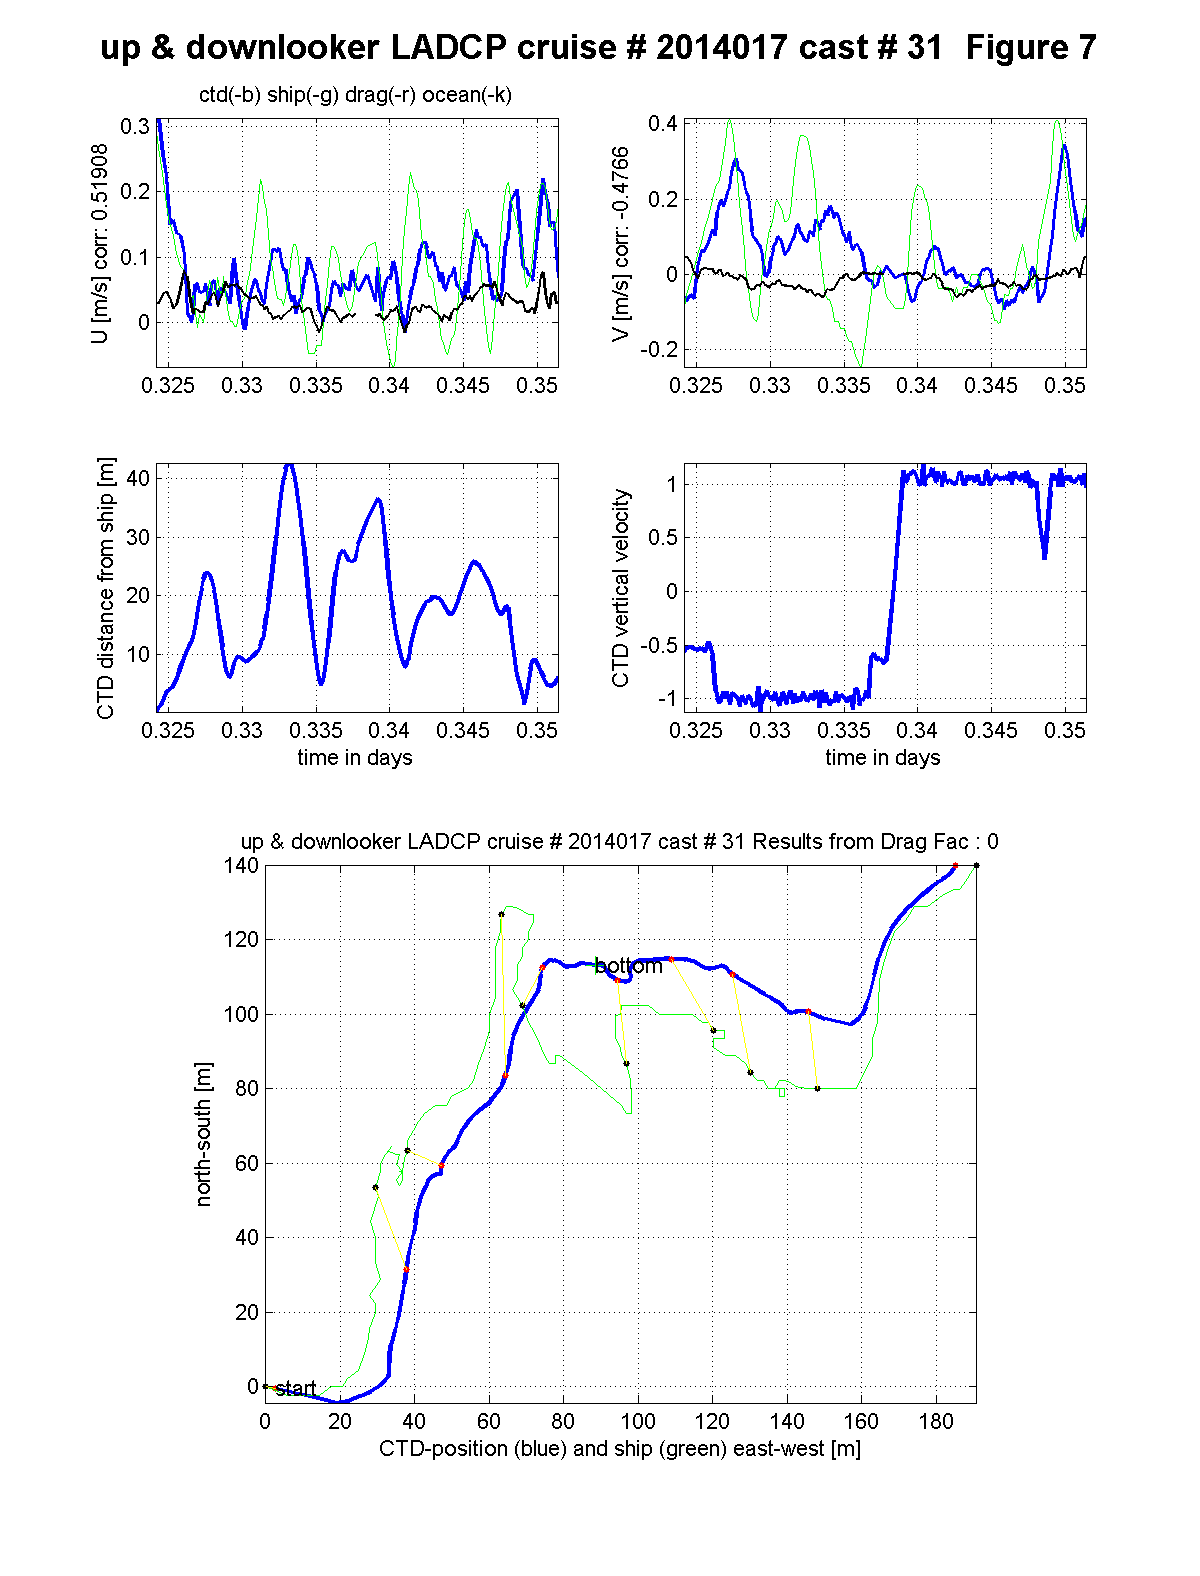 up & downlooker LADCP cruise # 2014017 cast # 31  Figure 7
ctd(-b) ship(-g) drag(-r) ocean(-k)
U [m/s] corr: 0.51908
0.3
0.2
0.1
0
0.325 0.33 0.335 0.34 0.345 0.35
V [m/s] corr: -0.4766
0.4
0.2
0
-0.2
0.325 0.33 0.335 0.34 0.345 0.35
CTD distance from ship [m]
40
30
20
10
0.325 0.33 0.335 0.34 0.345 0.35
time in days
CTD vertical velocity
1
0.5
0
-0.5
-1
0.325 0.33 0.335 0.34 0.345 0.35
time in days
up & downlooker LADCP cruise # 2014017 cast # 31 Results from Drag Fac : 0
north-south [m]
140
120
100
80
60
40
20
0
bottom
start
0 20 40 60 80 100 120 140 160 180
CTD-position (blue) and ship (green) east-west [m]